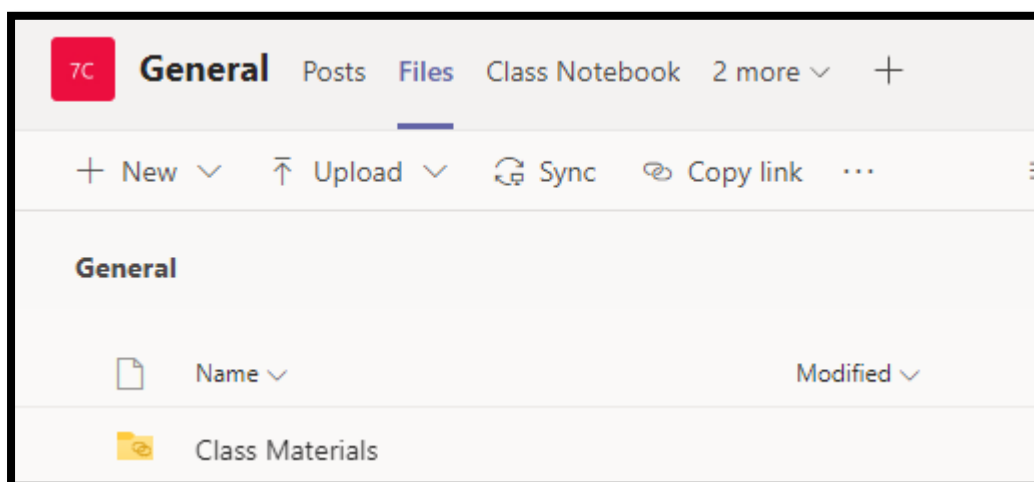 7C General Posts Files Class Notebook 2 more
New Upload Sync Copy link ...
General
Name Modified
Class Materials